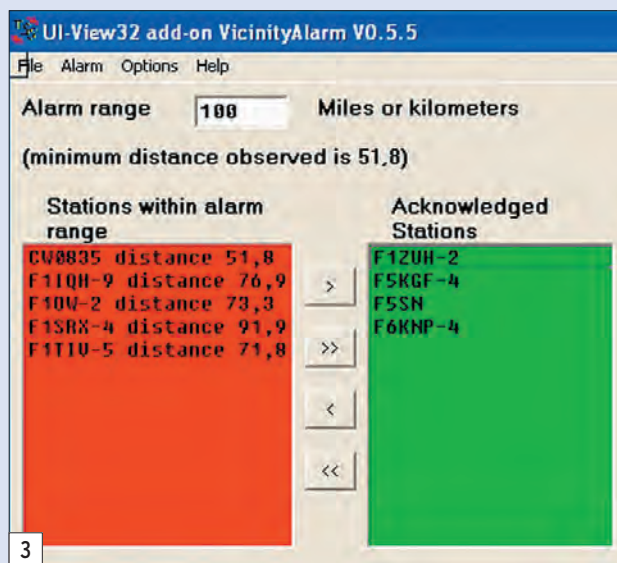 UI-View32 add-on VicinityAlarm V0.5.5
File Alarm Options Help
Alarm range 100 Miles or kilometers
(minimum distance observed is 51,8)
Stations within alarm range
CW0835 distance 51,8
F1IQH-9 distance 76,9
F1OW-2 distance 73,3
F1SRX-4 distance 91,9
F1TIV-5 distance 71,8
>
>>
<
<<
Acknowledged Stations
F1ZUH-2
F5KGF-4
F5SN
F6KNP-4
3